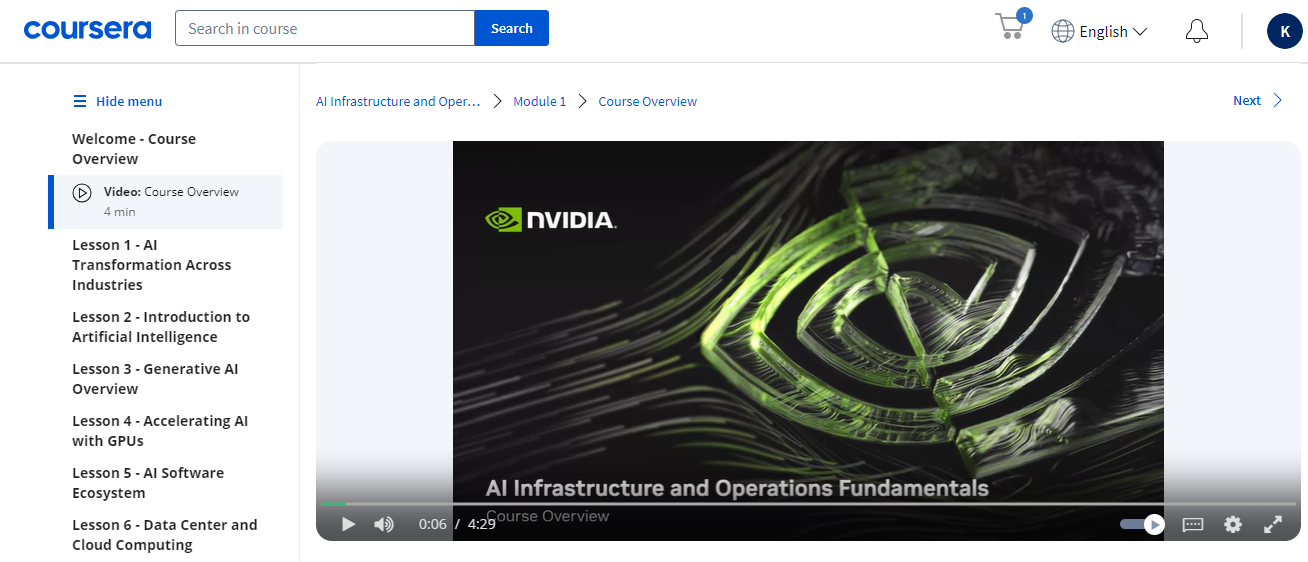 coursera
Search in course
Search
1
English
K
Hide menu
AI Infrastructure and Oper...
Module 1
Course Overview
Next
Welcome - Course
Overview
Video: Course Overview
4 min
Lesson 1 - AI
Transformation Across
Industries
Lesson 2 - Introduction to
Artificial Intelligence
Lesson 3 - Generative AI
Overview
Lesson 4 - Accelerating AI
with GPUs
Lesson 5 - AI Software
Ecosystem
Lesson 6 - Data Center and
Cloud Computing
NVIDIA.
AI Infrastructure and Operations Fundamentals
Course Overview
0:06 / 4:29